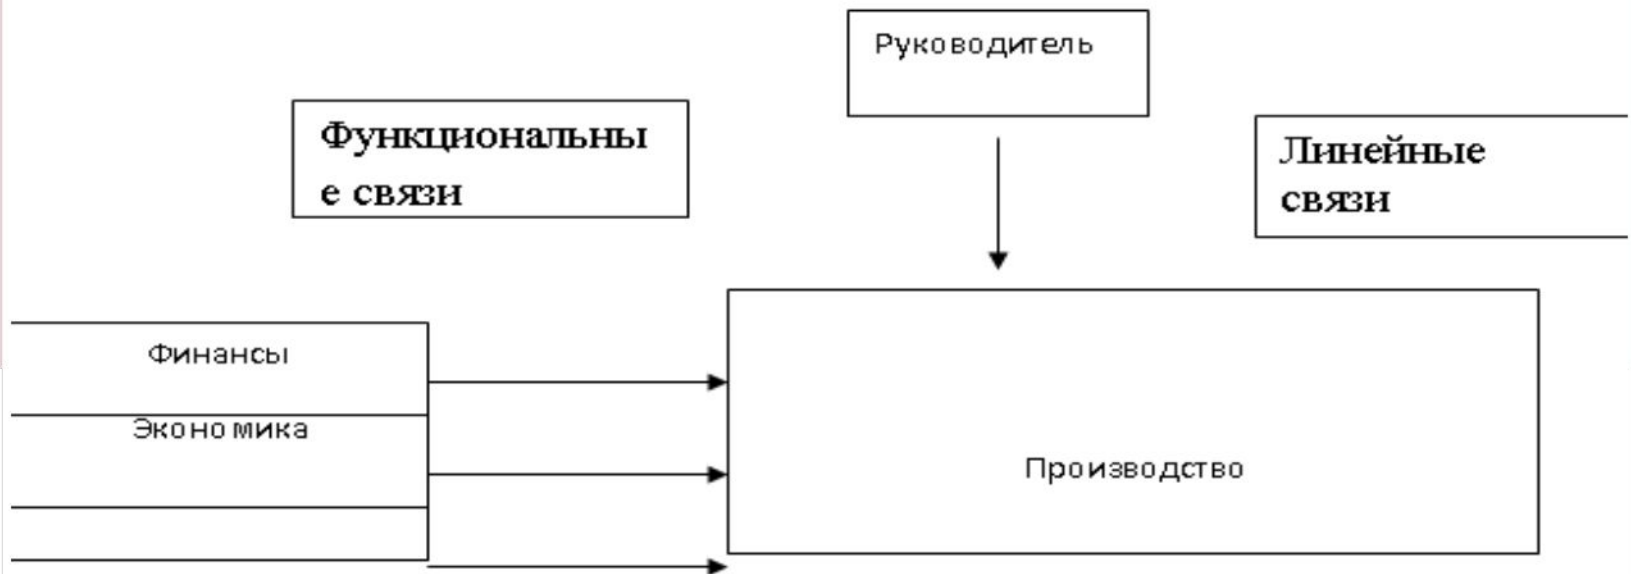 Руководитель
Функциональны
е связи
Линейные
связи
Финансы
Экономика
Производство